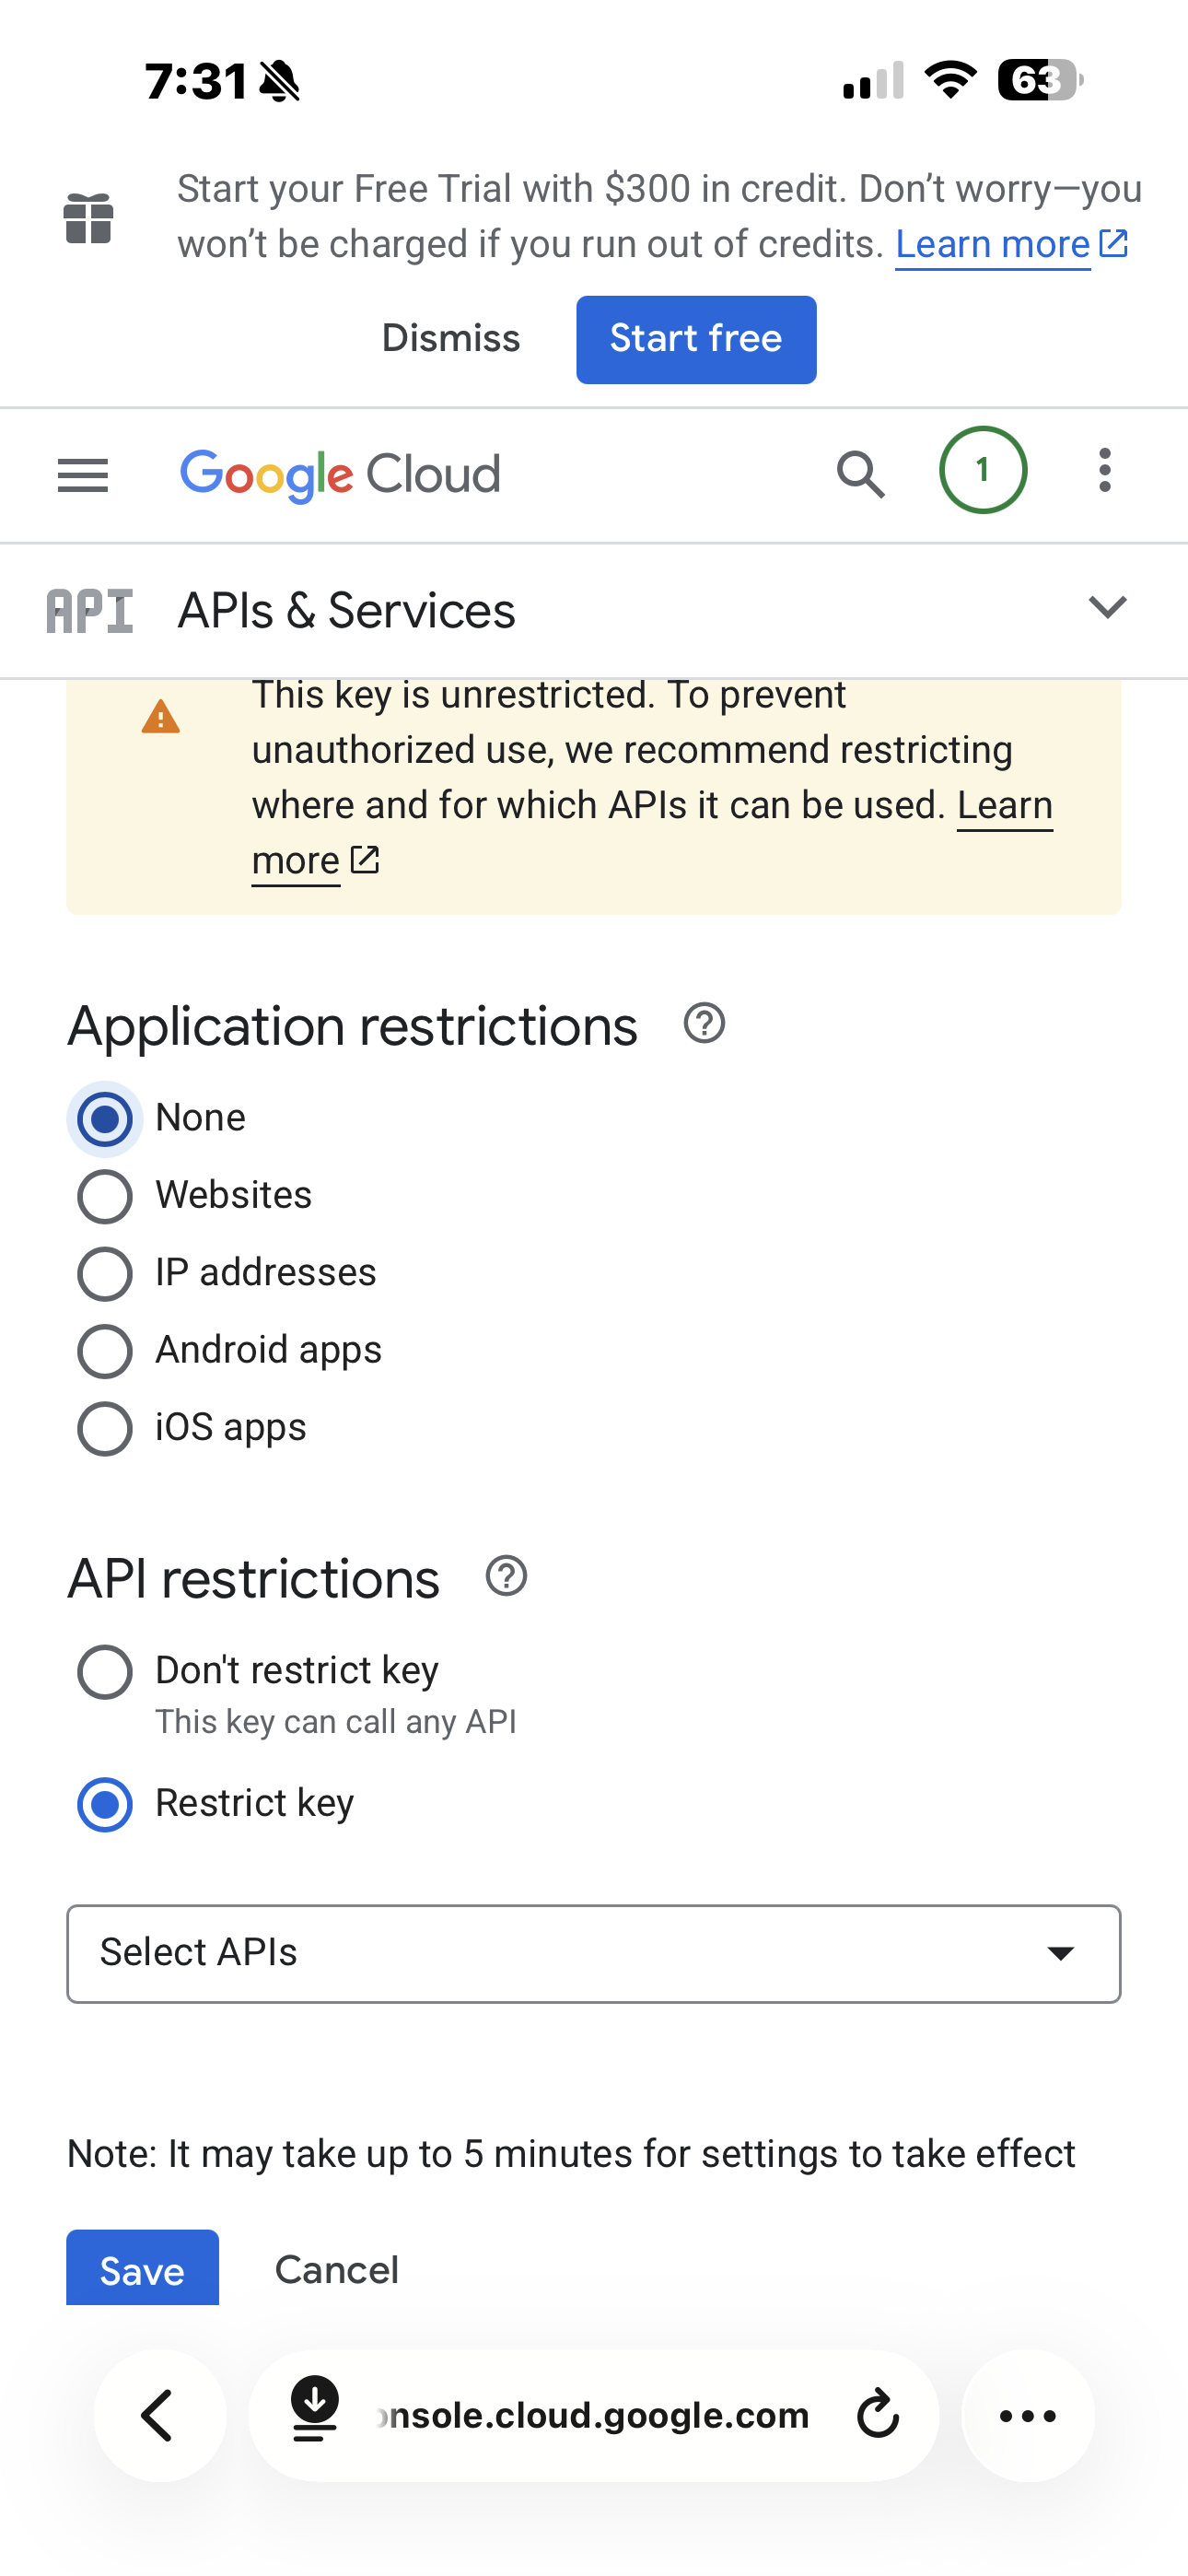 7:31
63
Start your Free Trial with $300 in credit. Don’t worry—you
won’t be charged if you run out of credits. Learn more
Dismiss
Start free
Google Cloud
1
API
APIs & Services
This key is unrestricted. To prevent
unauthorized use, we recommend restricting
where and for which APIs it can be used. Learn
more
Application restrictions
None
Websites
IP addresses
Android apps
iOS apps
API restrictions
Don't restrict key
This key can call any API
Restrict key
Select APIs
Note: It may take up to 5 minutes for settings to take effect
Save
Cancel
onsole.cloud.google.com